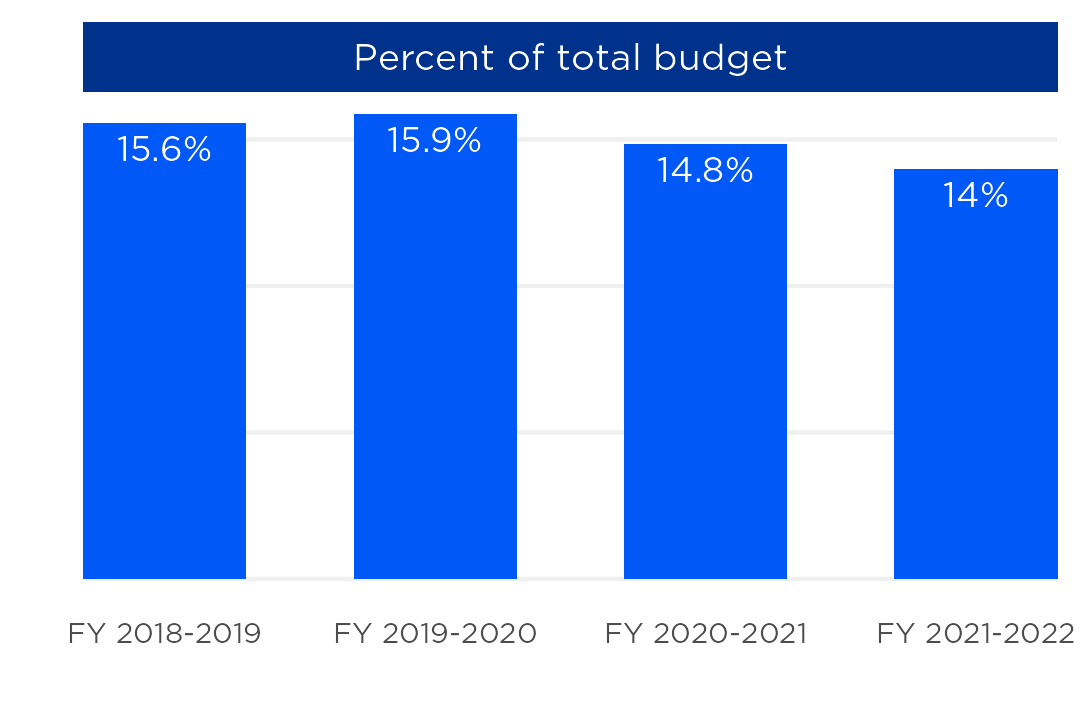 Percent of total budget
15.6%
15.9%
14.8%
14%
FY 2018-2019
FY 2019-2020
FY 2020-2021
FY 2021-2022